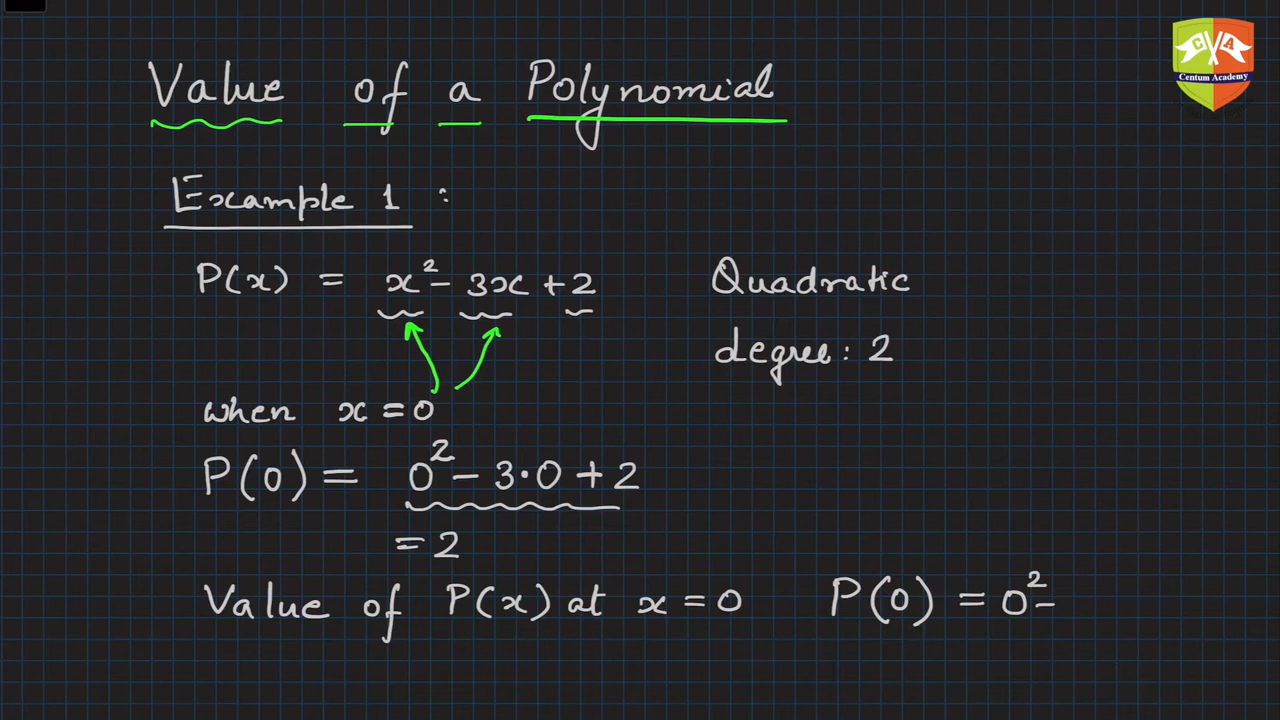 C A
Centum Academy
Value of a Polynomial
Example 1 :
P(x) = x² - 3x + 2
Quadratic
degree: 2
when x = 0
P(0) = 0² - 3·0 + 2
= 2
Value of P(x) at x = 0 P(0) = 0² -